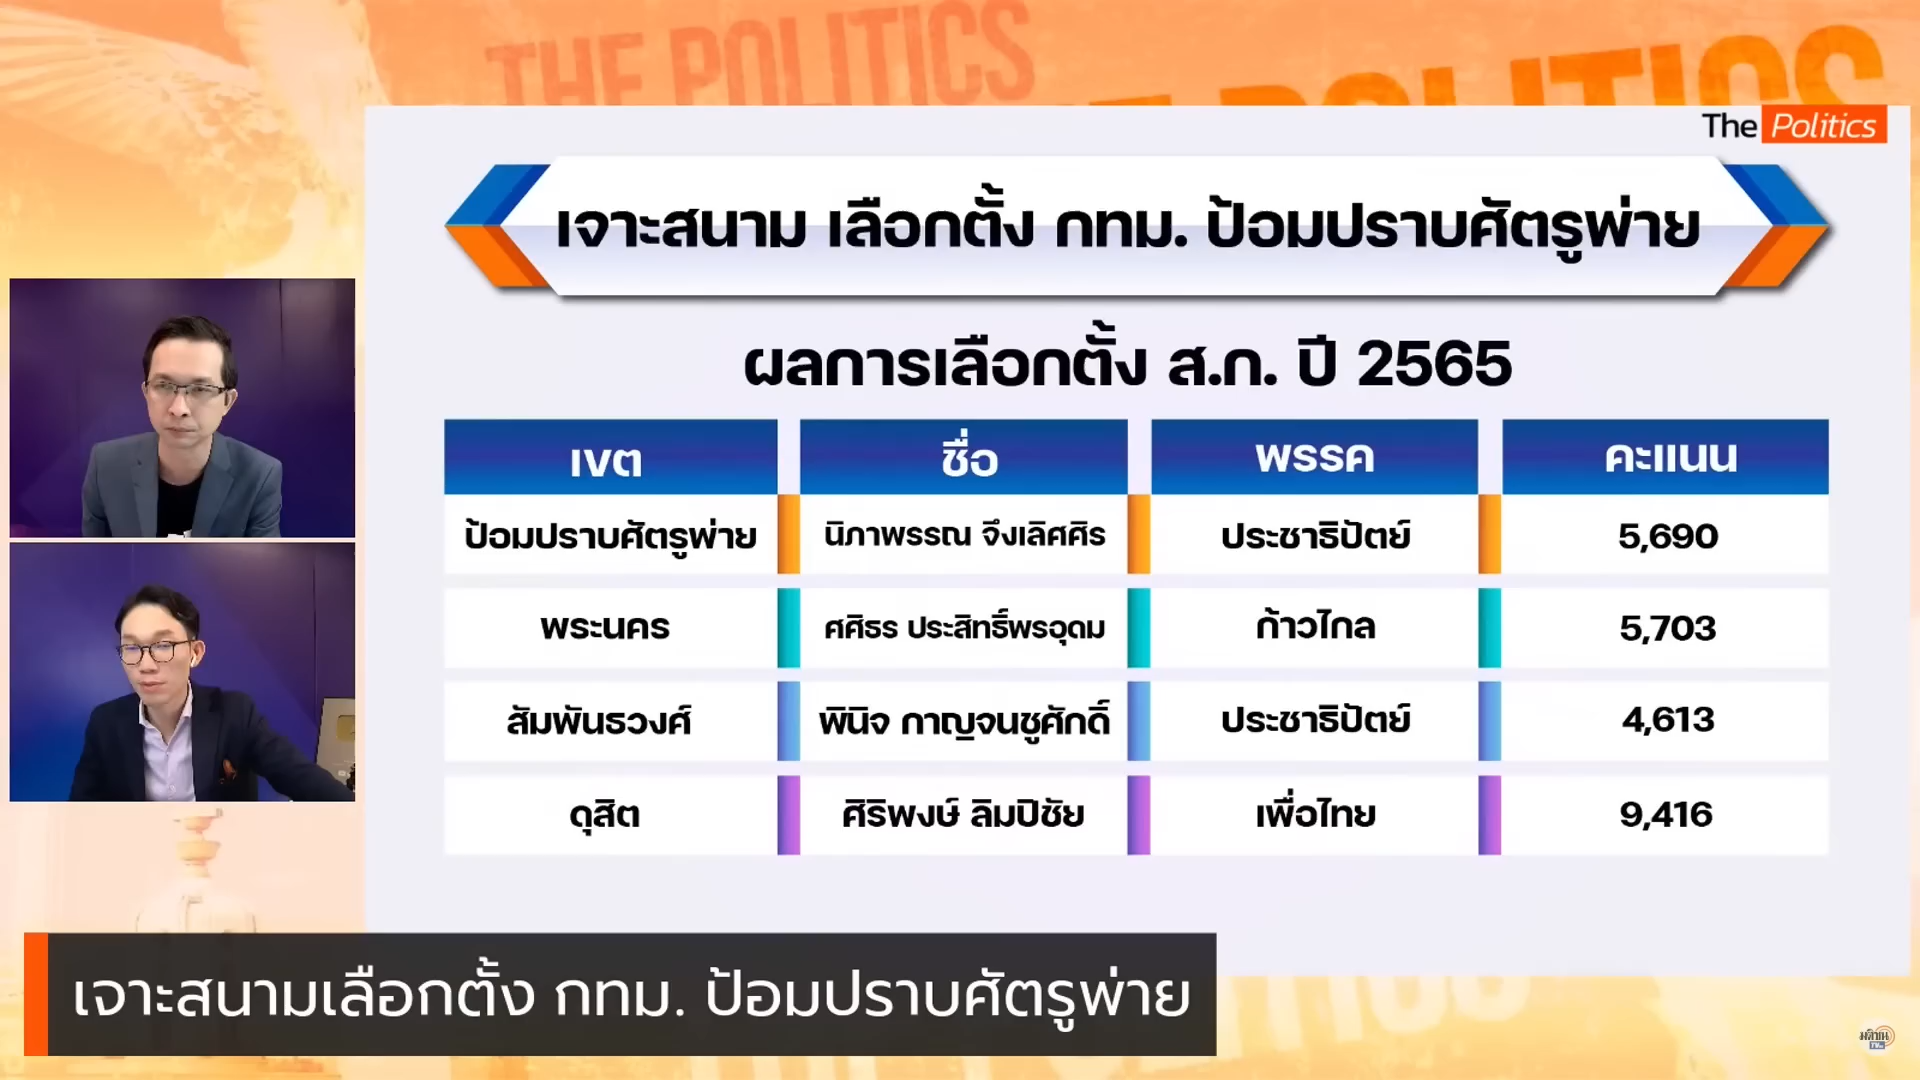 THE POLITICS
POLITICS
The Politics
เจาะสนาม เลือกตั้ง กทม. ป้อมปราบศัตรูพ่าย
ผลการเลือกตั้ง ส.ก. ปี 2565
เขต ชื่อ พรรค คะแนน
ป้อมปราบศัตรูพ่าย นิภาพรรณ จึงเลิศศิร ประชาธิปัตย์ 5,690
พระนคร ศศิธร ประสิทธิ์พรอุดม ก้าวไกล 5,703
สัมพันธวงศ์ พินิจ กาญจนชูศักดิ์ ประชาธิปัตย์ 4,613
ดุสิต ศิริพงษ์ ลิมปิชัย เพื่อไทย 9,416
เจาะสนามเลือกตั้ง กทม. ป้อมปราบศัตรูพ่าย
มติชน